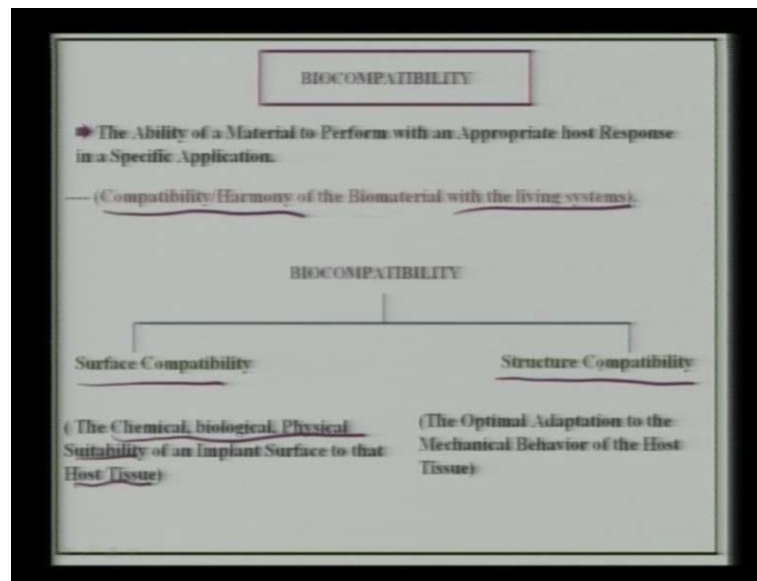 BIOCOMPATIBILITY
The Ability of a Material to Perform with an Appropriate host Response
in a Specific Application.
---- (Compatibility/Harmony of the Biomaterial with the living systems).
BIOCOMPATIBILITY
Surface Compatibility
Structure Compatibility
( The Chemical, biological, Physical
Suitability of an Implant Surface to that
Host Tissue)
(The Optimal Adaptation to the
Mechanical Behavior of the Host
Tissue)